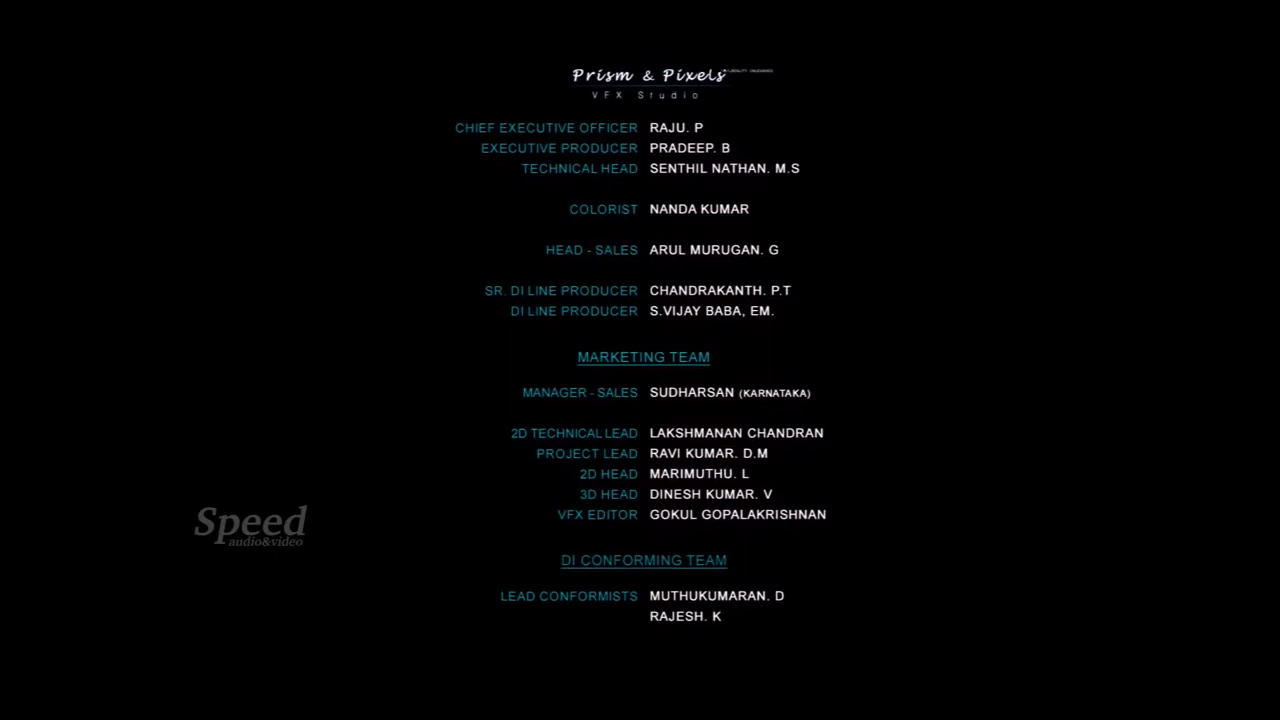 Prism & Pixels
VFX Studio
CHIEF EXECUTIVE OFFICER RAJU. P
EXECUTIVE PRODUCER PRADEEP. B
TECHNICAL HEAD SENTHIL NATHAN. M.S
COLORIST NANDA KUMAR
HEAD - SALES ARUL MURUGAN. G
SR. DI LINE PRODUCER CHANDRAKANTH. P.T
DI LINE PRODUCER S.VIJAY BABA, EM.
MARKETING TEAM
MANAGER - SALES SUDHARSAN (KARNATAKA)
2D TECHNICAL LEAD LAKSHMANAN CHANDRAN
PROJECT LEAD RAVI KUMAR. D.M
2D HEAD MARIMUTHU. L
3D HEAD DINESH KUMAR. V
VFX EDITOR GOKUL GOPALAKRISHNAN
Speed
audio&video
DI CONFORMING TEAM
LEAD CONFORMISTS MUTHUKUMARAN. D
RAJESH. K